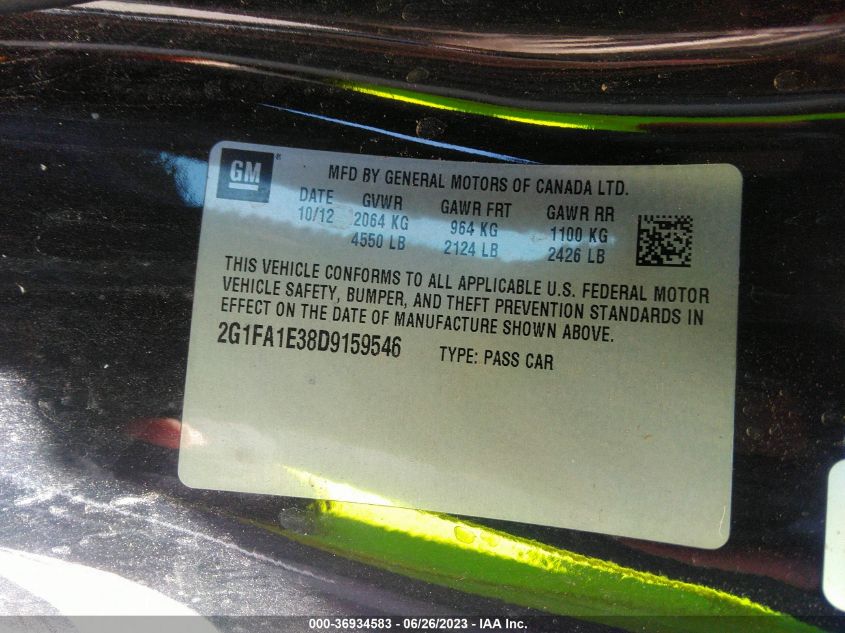 GM ®
MFD BY GENERAL MOTORS OF CANADA LTD.
DATE GVWR GAWR FRT GAWR RR
10/12 2064 KG 964 KG 1100 KG
4550 LB 2124 LB 2426 LB
THIS VEHICLE CONFORMS TO ALL APPLICABLE U.S. FEDERAL MOTOR
VEHICLE SAFETY, BUMPER, AND THEFT PREVENTION STANDARDS IN
EFFECT ON THE DATE OF MANUFACTURE SHOWN ABOVE.
2G1FA1E38D9159546 TYPE: PASS CAR
000-36934583 - 06/26/2023 - IAA Inc.